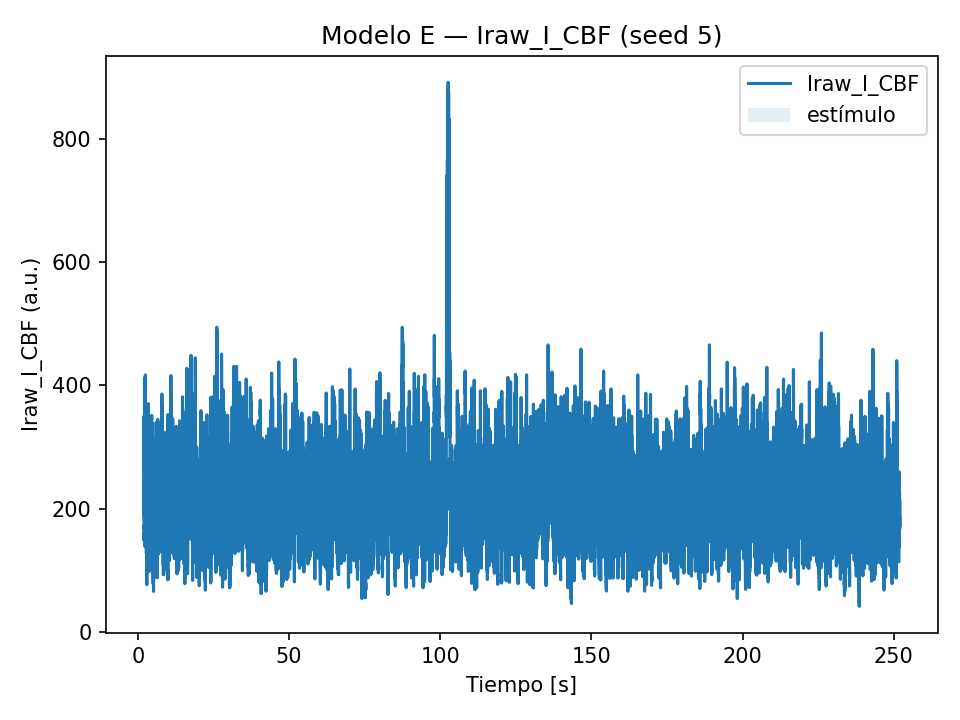 Modelo E — Iraw_I_CBF (seed 5)
Iraw_I_CBF
estímulo
Iraw_I_CBF (a.u.)
800
600
400
200
0
0 50 100 150 200 250
Tiempo [s]